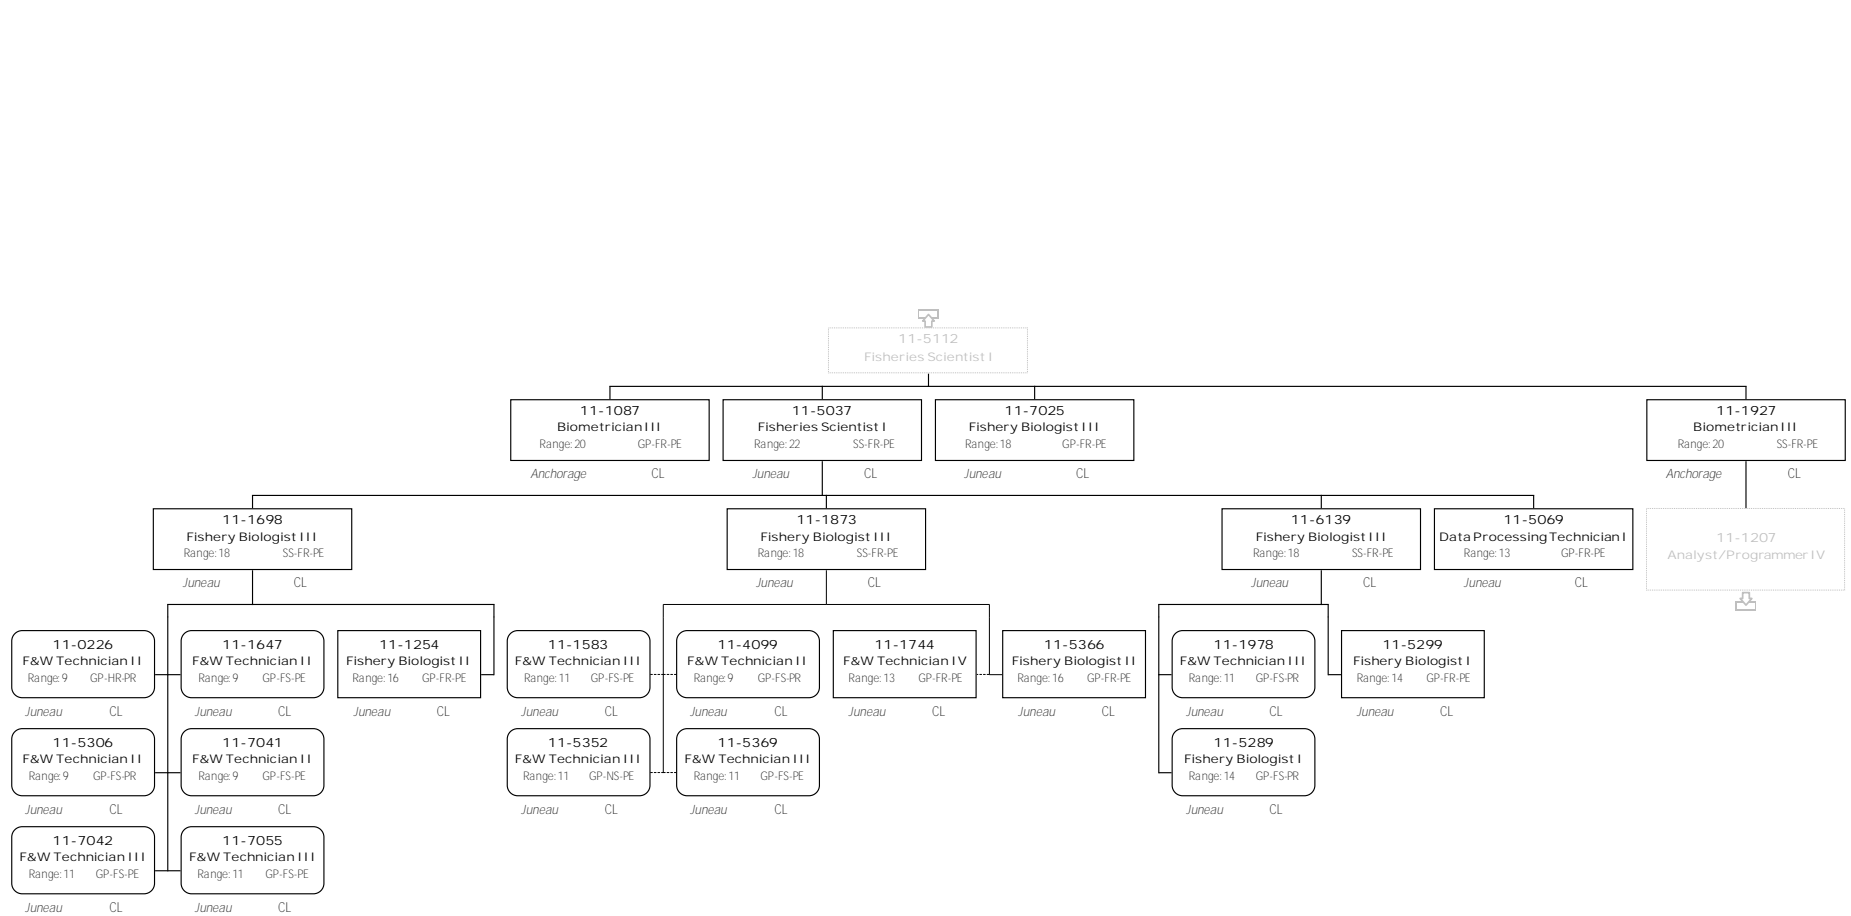 11-5112
Fisheries Scientist I
11-1087
Biometrician III
Range: 20 GP-FR-PE
Anchorage CL
11-5037
Fisheries Scientist I
Range: 22 SS-FR-PE
Juneau CL
11-7025
Fishery Biologist III
Range: 18 GP-FR-PE
Juneau CL
11-1927
Biometrician III
Range: 20 SS-FR-PE
Anchorage CL
11-1698
Fishery Biologist III
Range: 18 SS-FR-PE
Juneau CL
11-1873
Fishery Biologist III
Range: 18 SS-FR-PE
Juneau CL
11-6139
Fishery Biologist III
Range: 18 SS-FR-PE
Juneau CL
11-5069
Data Processing Technician I
Range: 13 GP-FR-PE
Juneau CL
11-1207
Analyst/Programmer IV
11-0226
F&W Technician II
Range: 9 GP-HR-PR
Juneau CL
11-1647
F&W Technician II
Range: 9 GP-FS-PE
Juneau CL
11-1254
Fishery Biologist II
Range: 16 GP-FR-PE
Juneau CL
11-1583
F&W Technician III
Range: 11 GP-FS-PE
Juneau CL
11-4099
F&W Technician II
Range: 9 GP-FS-PR
Juneau CL
11-1744
F&W Technician IV
Range: 13 GP-FR-PE
Juneau CL
11-5366
Fishery Biologist II
Range: 16 GP-FR-PE
Juneau CL
11-1978
F&W Technician III
Range: 11 GP-FS-PR
Juneau CL
11-5299
Fishery Biologist I
Range: 14 GP-FR-PE
Juneau CL
11-5306
F&W Technician II
Range: 9 GP-FS-PR
Juneau CL
11-7041
F&W Technician II
Range: 9 GP-FS-PE
Juneau CL
11-5352
F&W Technician III
Range: 11 GP-NS-PE
Juneau CL
11-5369
F&W Technician III
Range: 11 GP-FS-PE
Juneau CL
11-5289
Fishery Biologist I
Range: 14 GP-FS-PR
Juneau CL
11-7042
F&W Technician III
Range: 11 GP-FS-PE
Juneau CL
11-7055
F&W Technician III
Range: 11 GP-FS-PE
Juneau CL